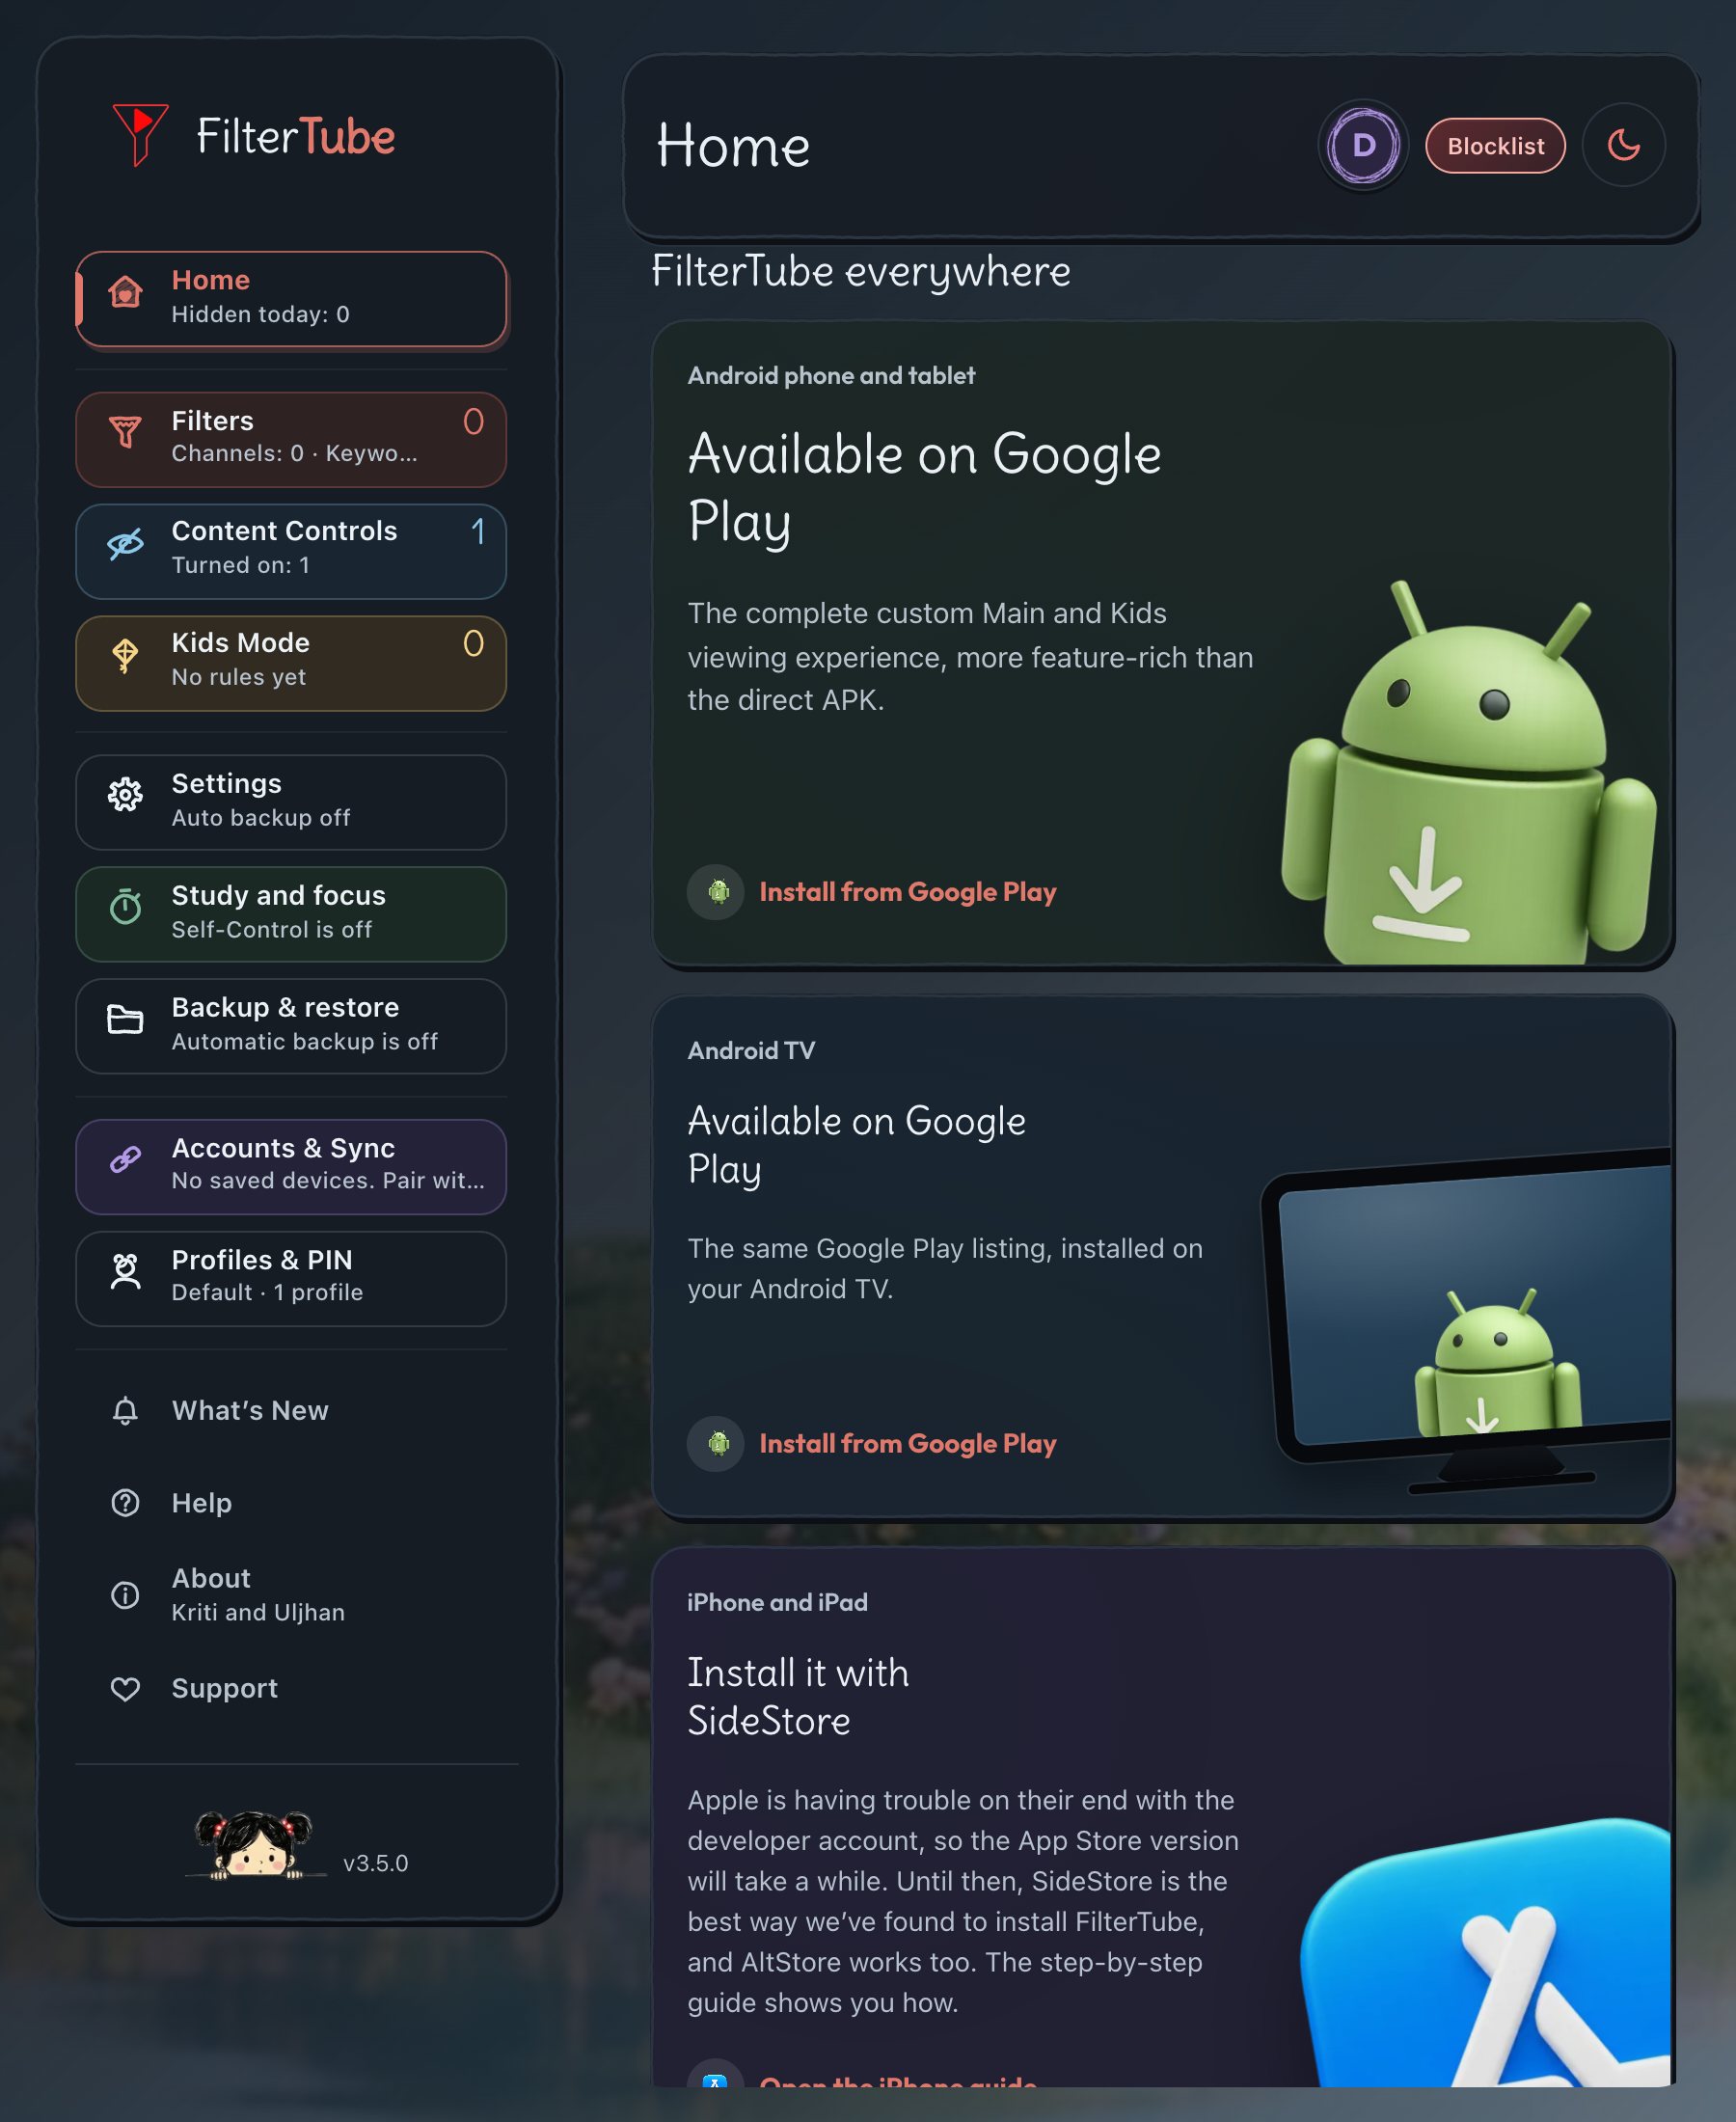 FilterTube
Home
Hidden today: 0
Filters
0
Channels: 0 · Keywo...
Content Controls
1
Turned on: 1
Kids Mode
0
No rules yet
Settings
Auto backup off
Study and focus
Self-Control is off
Backup & restore
Automatic backup is off
Accounts & Sync
No saved devices. Pair wit...
Profiles & PIN
Default · 1 profile
What’s New
Help
About
Kriti and Uljhan
Support
v3.5.0
Home
D
Blocklist
FilterTube everywhere
Android phone and tablet
Available on Google
Play
The complete custom Main and Kids
viewing experience, more feature-rich than
the direct APK.
Install from Google Play
Android TV
Available on Google
Play
The same Google Play listing, installed on
your Android TV.
Install from Google Play
iPhone and iPad
Install it with
SideStore
Apple is having trouble on their end with the
developer account, so the App Store version
will take a while. Until then, SideStore is the
best way we’ve found to install FilterTube,
and AltStore works too. The step-by-step
guide shows you how.
Open the iPhone guide